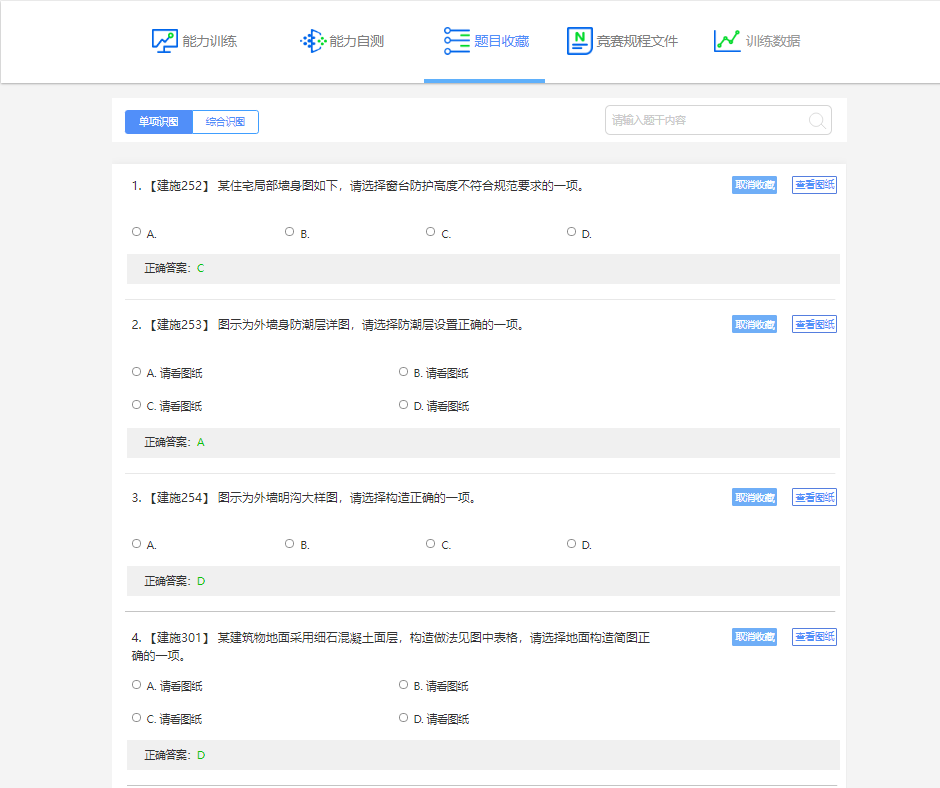 能力训练 能力自测 题目收藏 竞赛规程文件 训练数据
单项识图 综合识图 请输入题干内容
1. 【建施252】 某住宅局部墙身图如下，请选择窗台防护高度不符合规范要求的一项。 取消收藏 查看图纸
A. B. C. D.
正确答案： C
2. 【建施253】 图示为外墙身防潮层详图，请选择防潮层设置正确的一项。 取消收藏 查看图纸
A. 请看图纸 B. 请看图纸
C. 请看图纸 D. 请看图纸
正确答案： A
3. 【建施254】 图示为外墙明沟大样图，请选择构造正确的一项。 取消收藏 查看图纸
A. B. C. D.
正确答案： D
4. 【建施301】 某建筑物地面采用细石混凝土面层，构造做法见图中表格，请选择地面构造简图正 取消收藏 查看图纸
确的一项。
A. 请看图纸 B. 请看图纸
C. 请看图纸 D. 请看图纸
正确答案： D